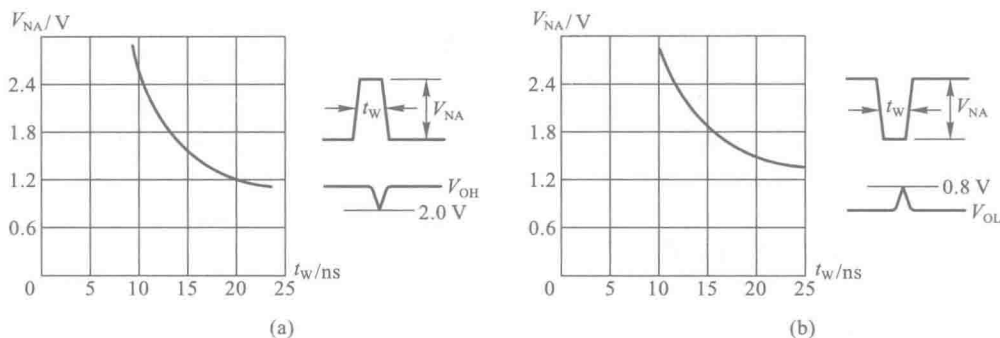 V_NA/V
2.4
1.8
1.2
0.6
0 5 10 15 20 25
t_W/ns
t_W
V_NA
V_OH
2.0 V
(a)
V_NA/V
2.4
1.8
1.2
0.6
0 5 10 15 20 25
t_W/ns
t_W
V_NA
0.8 V
V_OL
(b)